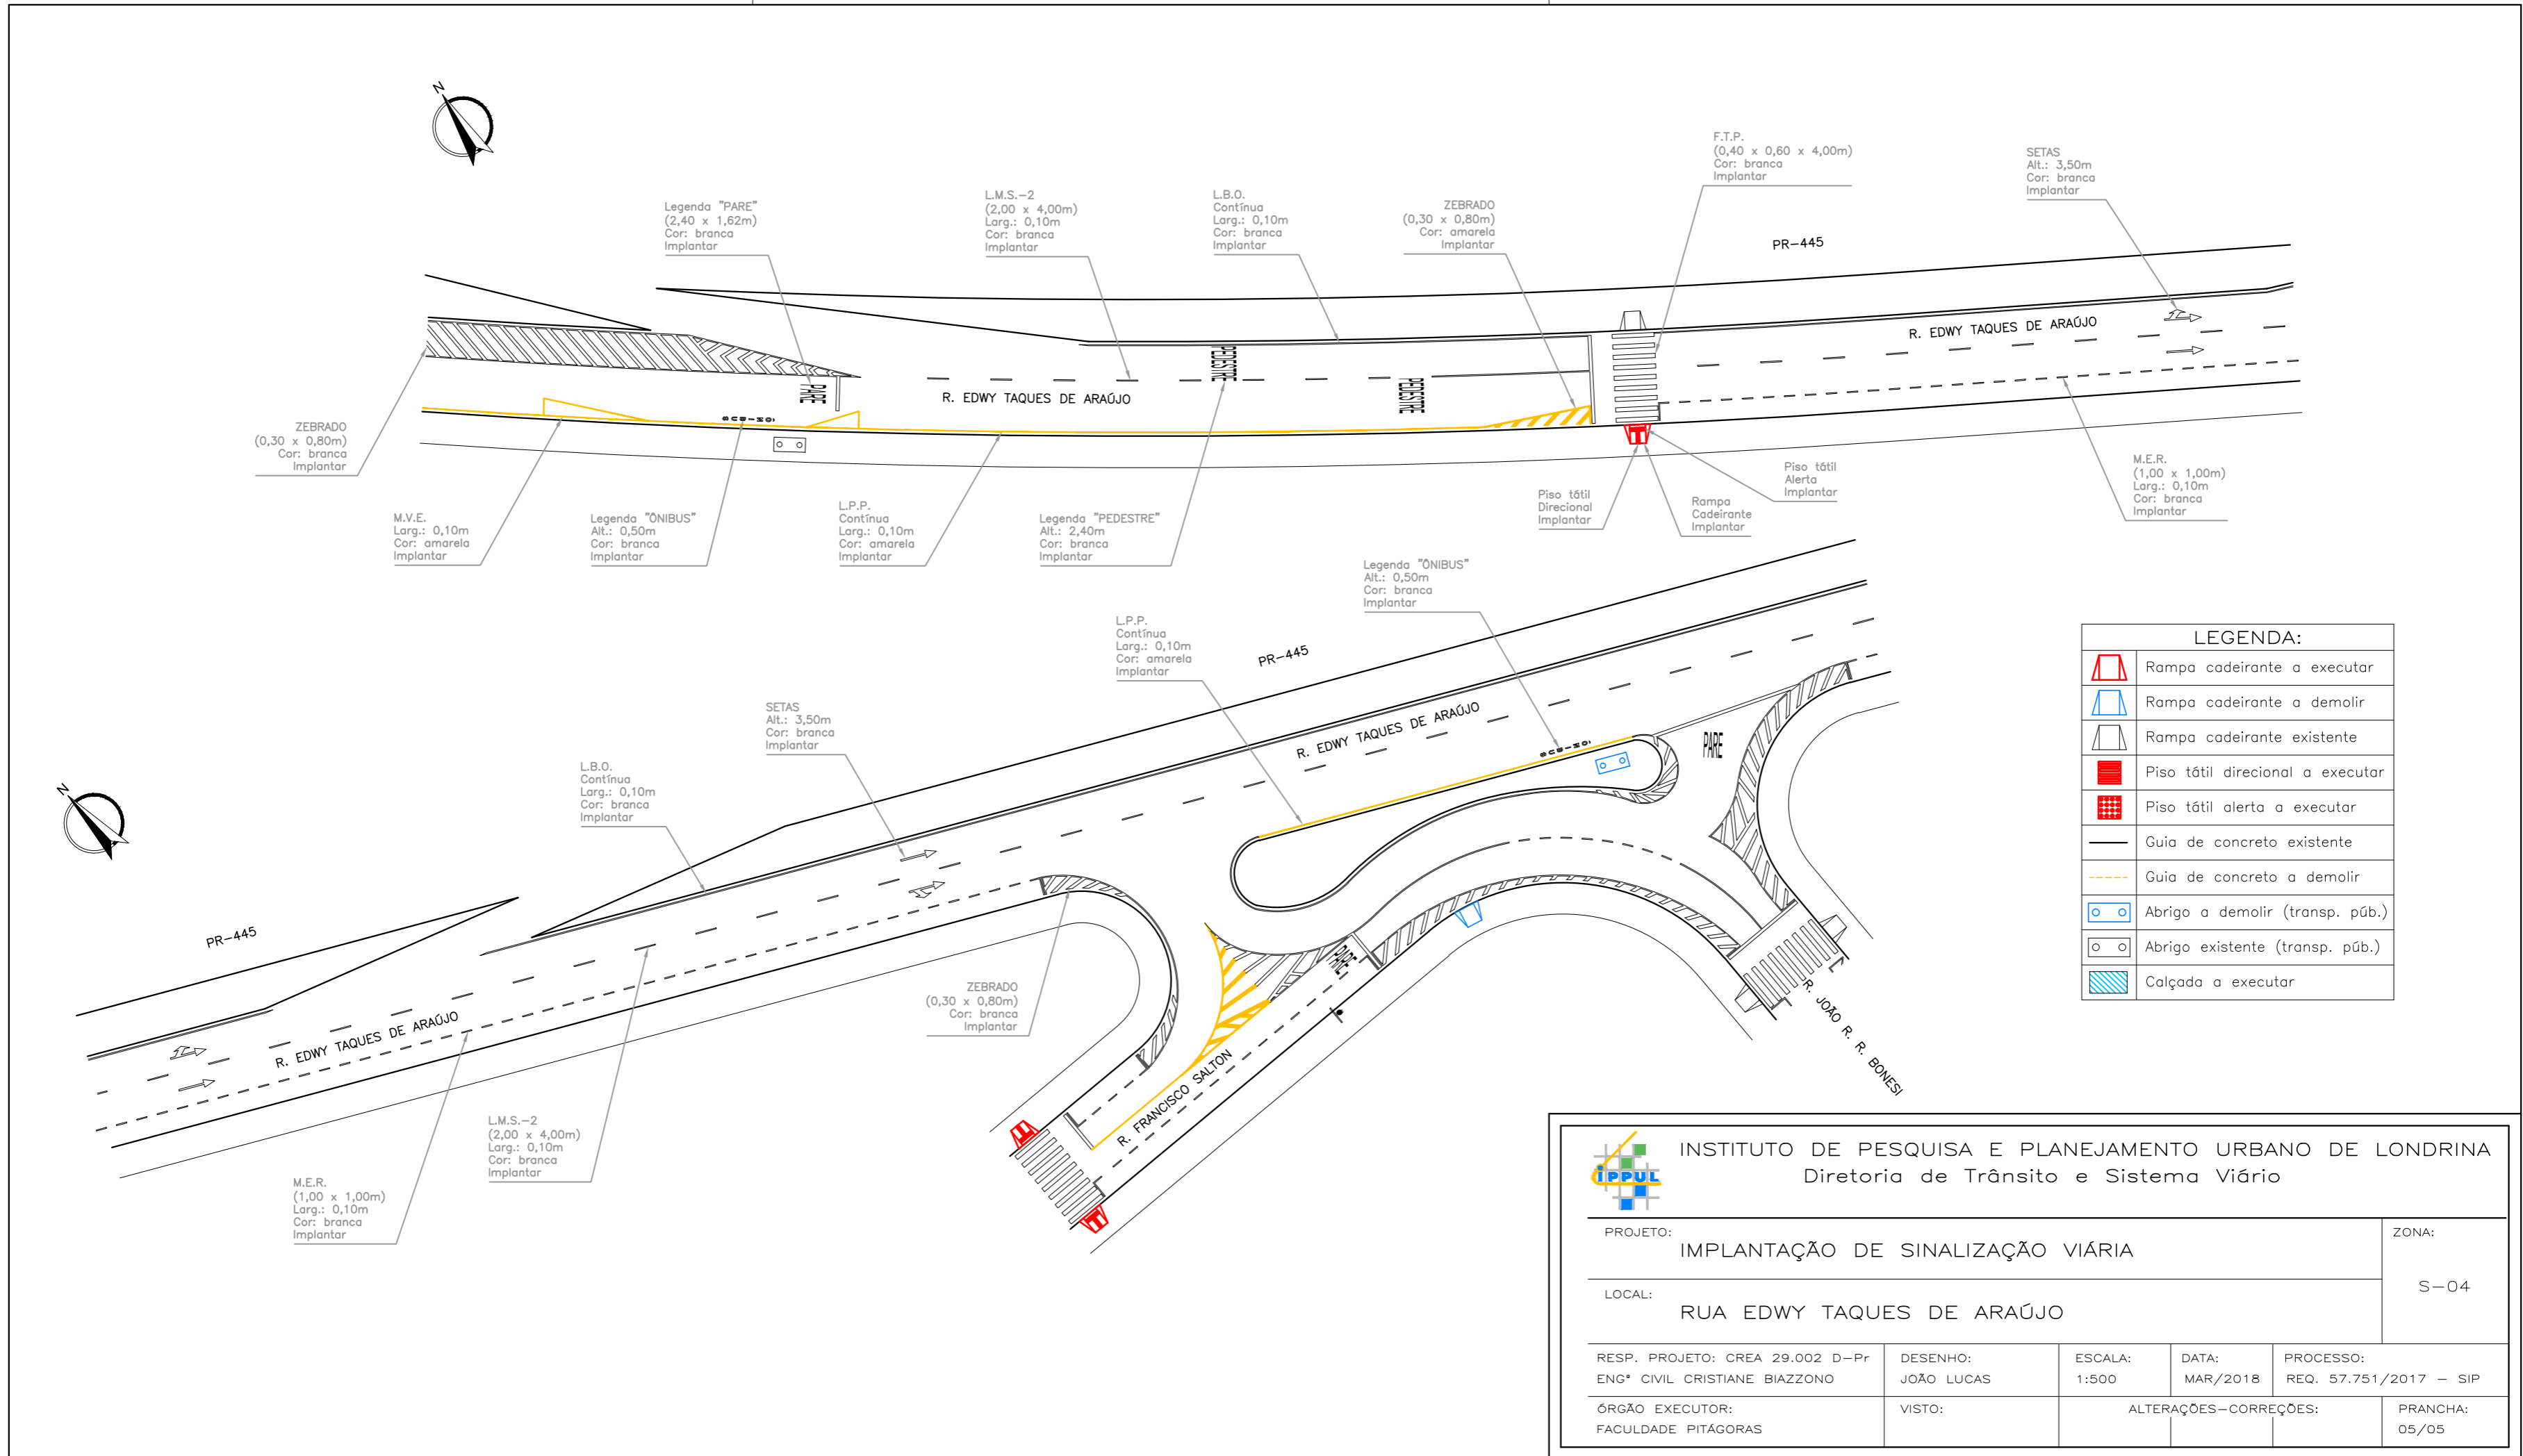 N
F.T.P.
(0,40 x 0,60 x 4,00m)
Cor: branca
Implantar
SETAS
Alt.: 3,50m
Cor: branca
Implantar
Legenda "PARE"
(2,40 x 1,62m)
Cor: branca
Implantar
L.M.S.-2
(2,00 x 4,00m)
Larg.: 0,10m
Cor: branca
Implantar
L.B.O.
Contínua
Larg.: 0,10m
Cor: branca
Implantar
ZEBRADO
(0,30 x 0,80m)
Cor: amarela
Implantar
PR-445
R. EDWY TAQUES DE ARAÚJO
PEDESTRE
PARE
R. EDWY TAQUES DE ARAÚJO
PEDESTRE
ÔNIBUS
ZEBRADO
(0,30 x 0,80m)
Cor: branca
Implantar
M.V.E.
Larg.: 0,10m
Cor: amarela
Implantar
Legenda "ÔNIBUS"
Alt.: 0,50m
Cor: branca
Implantar
L.P.P.
Contínua
Larg.: 0,10m
Cor: amarela
Implantar
Legenda "PEDESTRE"
Alt.: 2,40m
Cor: branca
Implantar
Piso tátil
Direcional
Implantar
Rampa
Cadeirante
Implantar
Piso tátil
Alerta
Implantar
M.E.R.
(1,00 x 1,00m)
Larg.: 0,10m
Cor: branca
Implantar
Legenda "ÔNIBUS"
Alt.: 0,50m
Cor: branca
Implantar
L.P.P.
Contínua
Larg.: 0,10m
Cor: amarela
Implantar
PR-445
SETAS
Alt.: 3,50m
Cor: branca
Implantar
L.B.O.
Contínua
Larg.: 0,10m
Cor: branca
Implantar
R. EDWY TAQUES DE ARAÚJO
ÔNIBUS
PARE
N
PR-445
R. EDWY TAQUES DE ARAÚJO
ZEBRADO
(0,30 x 0,80m)
Cor: branca
Implantar
PARE
R. JOÃO R. R. BONESI
R. FRANCISCO SALTON
L.M.S.-2
(2,00 x 4,00m)
Larg.: 0,10m
Cor: branca
Implantar
M.E.R.
(1,00 x 1,00m)
Larg.: 0,10m
Cor: branca
Implantar
LEGENDA:
Rampa cadeirante a executar
Rampa cadeirante a demolir
Rampa cadeirante existente
Piso tátil direcional a executar
Piso tátil alerta a executar
Guia de concreto existente
Guia de concreto a demolir
Abrigo a demolir (transp. púb.)
Abrigo existente (transp. púb.)
Calçada a executar
IPPUL
INSTITUTO DE PESQUISA E PLANEJAMENTO URBANO DE LONDRINA
Diretoria de Trânsito e Sistema Viário
PROJETO:
IMPLANTAÇÃO DE SINALIZAÇÃO VIÁRIA
ZONA:
S-04
LOCAL:
RUA EDWY TAQUES DE ARAÚJO
RESP. PROJETO: CREA 29.002 D-Pr
ENGª CIVIL CRISTIANE BIAZZONO
DESENHO:
JOÃO LUCAS
ESCALA:
1:500
DATA:
MAR/2018
PROCESSO:
REQ. 57.751/2017 - SIP
ÓRGÃO EXECUTOR:
FACULDADE PITÁGORAS
VISTO:
ALTERAÇÕES-CORREÇÕES:
PRANCHA:
05/05